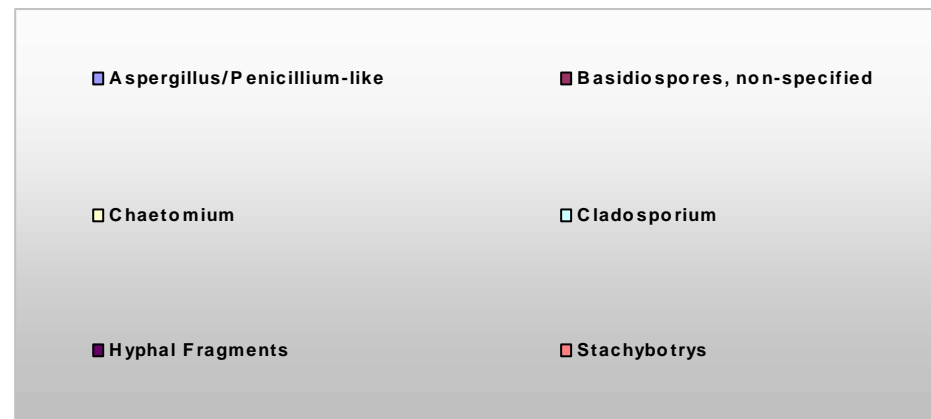 Aspergillus/Penicillium-like
Basidiospores, non-specified
Chaetomium
Cladosporium
Hyphal Fragments
Stachybotrys